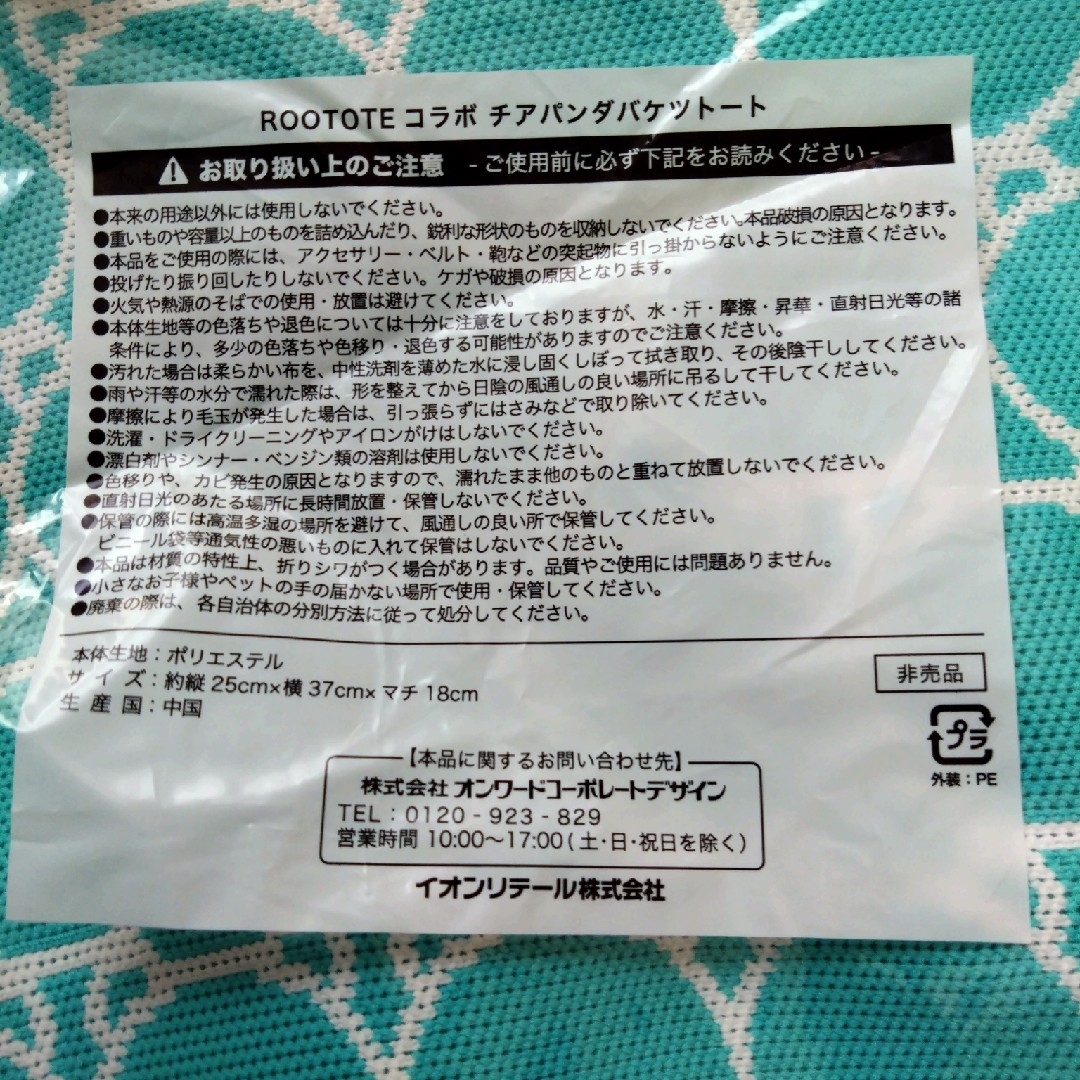 ROOTOTE コラボ チアパンダバケツトート
お取り扱い上のご注意 - ご使用前に必ず下記をお読みください -
●本来の用途以外には使用しないでください。
●重いものや容量以上のものを詰め込んだり、鋭利な形状のものを収納しないでください。本品破損の原因となります。
●本品をご使用の際には、アクセサリー・ベルト・鞄などの突起物に引っ掛からないようにご注意ください。
●投げたり振り回したりしないでください。ケガや破損の原因となります。
●火気や熱源のそばでの使用・放置は避けてください。
●本体生地等の色落ちや退色については十分に注意をしておりますが、水・汗・摩擦・昇華・直射日光等の諸
条件により、多少の色落ちや色移り・退色する可能性がありますのでご注意ください。
●汚れた場合は柔らかい布を、中性洗剤を薄めた水に浸し固くしぼって拭き取り、その後陰干ししてください。
●雨や汗等の水分で濡れた際は、形を整えてから日陰の風通しの良い場所に吊るして干してください。
●摩擦により毛玉が発生した場合は、引っ張らずにはさみなどで取り除いてください。
●洗濯・ドライクリーニングやアイロンがけはしないでください。
●漂白剤やシンナー・ベンジン類の溶剤は使用しないでください。
●色移りや、カビ発生の原因となりますので、濡れたまま他のものと重ねて放置しないでください。
●直射日光のあたる場所に長時間放置・保管しないでください。
●保管の際には高温多湿の場所を避けて、風通しの良い所で保管してください。
ビニール袋等通気性の悪いものに入れて保管はしないでください。
●本品は材質の特性上、折りシワがつく場合があります。品質やご使用には問題ありません。
●小さなお子様やペットの手の届かない場所で使用・保管してください。
●廃棄の際は、各自治体の分別方法に従って処分してください。
本体生地：ポリエステル
サイズ：約縦 25cm×横 37cm×マチ 18cm
生産国：中国
非売品
プラ
外装：PE
【本品に関するお問い合わせ先】
株式会社 オンワードコーポレートデザイン
TEL：0120 - 923 - 829
営業時間 10:00～17:00 (土・日・祝日を除く)
イオンリテール株式会社